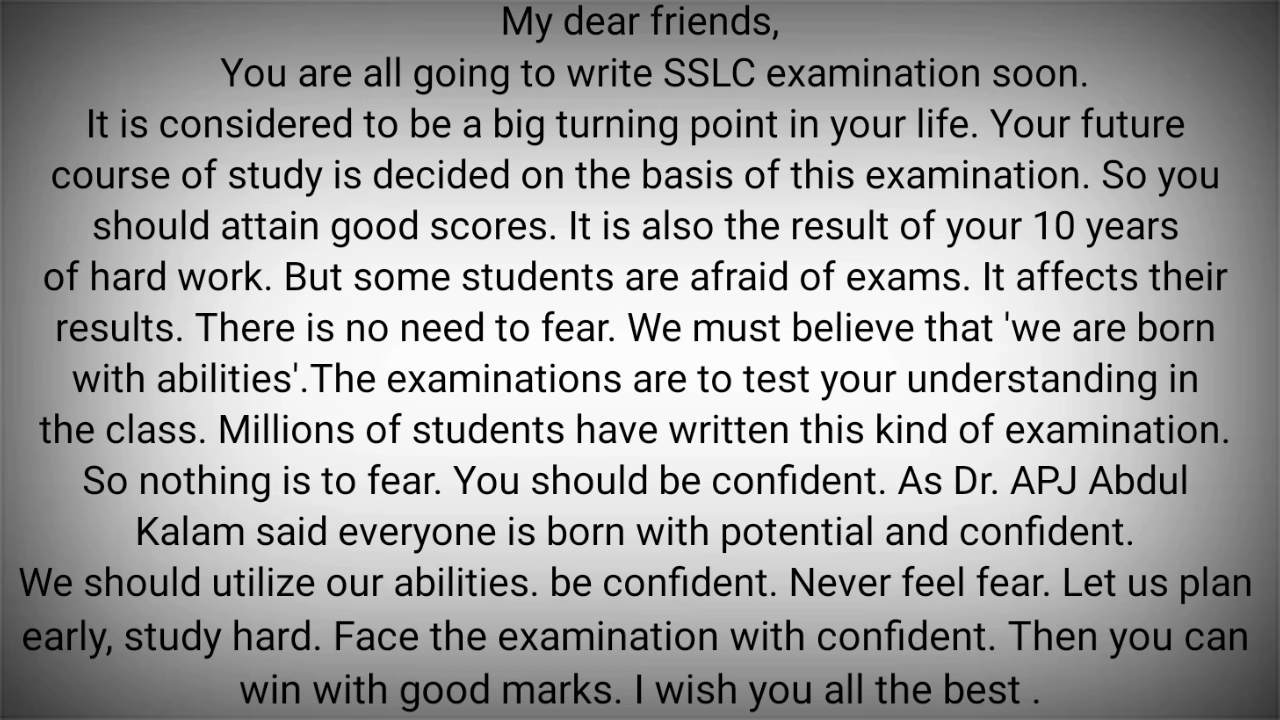 My dear friends,
You are all going to write SSLC examination soon.
It is considered to be a big turning point in your life. Your future
course of study is decided on the basis of this examination. So you
should attain good scores. It is also the result of your 10 years
of hard work. But some students are afraid of exams. It affects their
results. There is no need to fear. We must believe that 'we are born
with abilities'.The examinations are to test your understanding in
the class. Millions of students have written this kind of examination.
So nothing is to fear. You should be confident. As Dr. APJ Abdul
Kalam said everyone is born with potential and confident.
We should utilize our abilities. be confident. Never feel fear. Let us plan
early, study hard. Face the examination with confident. Then you can
win with good marks. I wish you all the best .